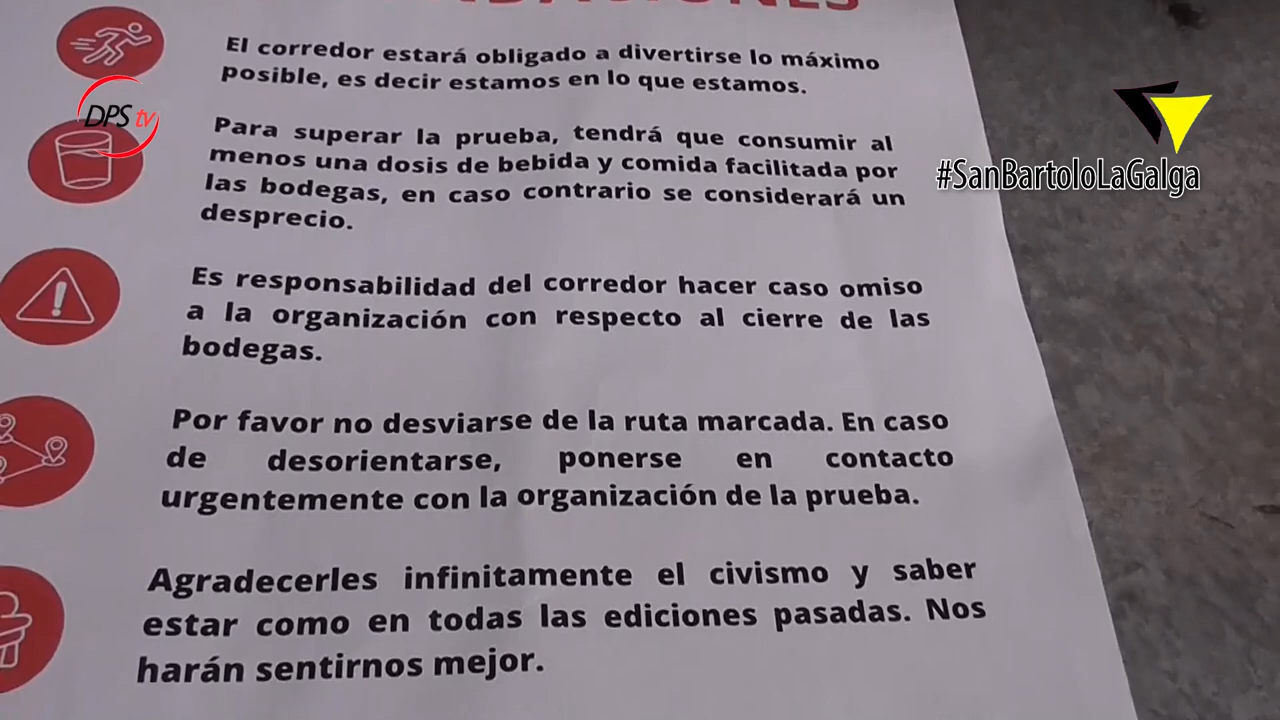 El corredor estará obligado a divertirse lo máximo
posible, es decir estamos en lo que estamos.
DPS tv
Para superar la prueba, tendrá que consumir al
menos una dosis de bebida y comida facilitada por
las bodegas, en caso contrario se considerará un
desprecio.
#SanBartoloLaGalga
Es responsabilidad del corredor hacer caso omiso
a la organización con respecto al cierre de las
bodegas.
Por favor no desviarse de la ruta marcada. En caso
de desorientarse, ponerse en contacto
urgentemente con la organización de la prueba.
Agradecerles infinitamente el civismo y saber
estar como en todas las ediciones pasadas. Nos
harán sentirnos mejor.